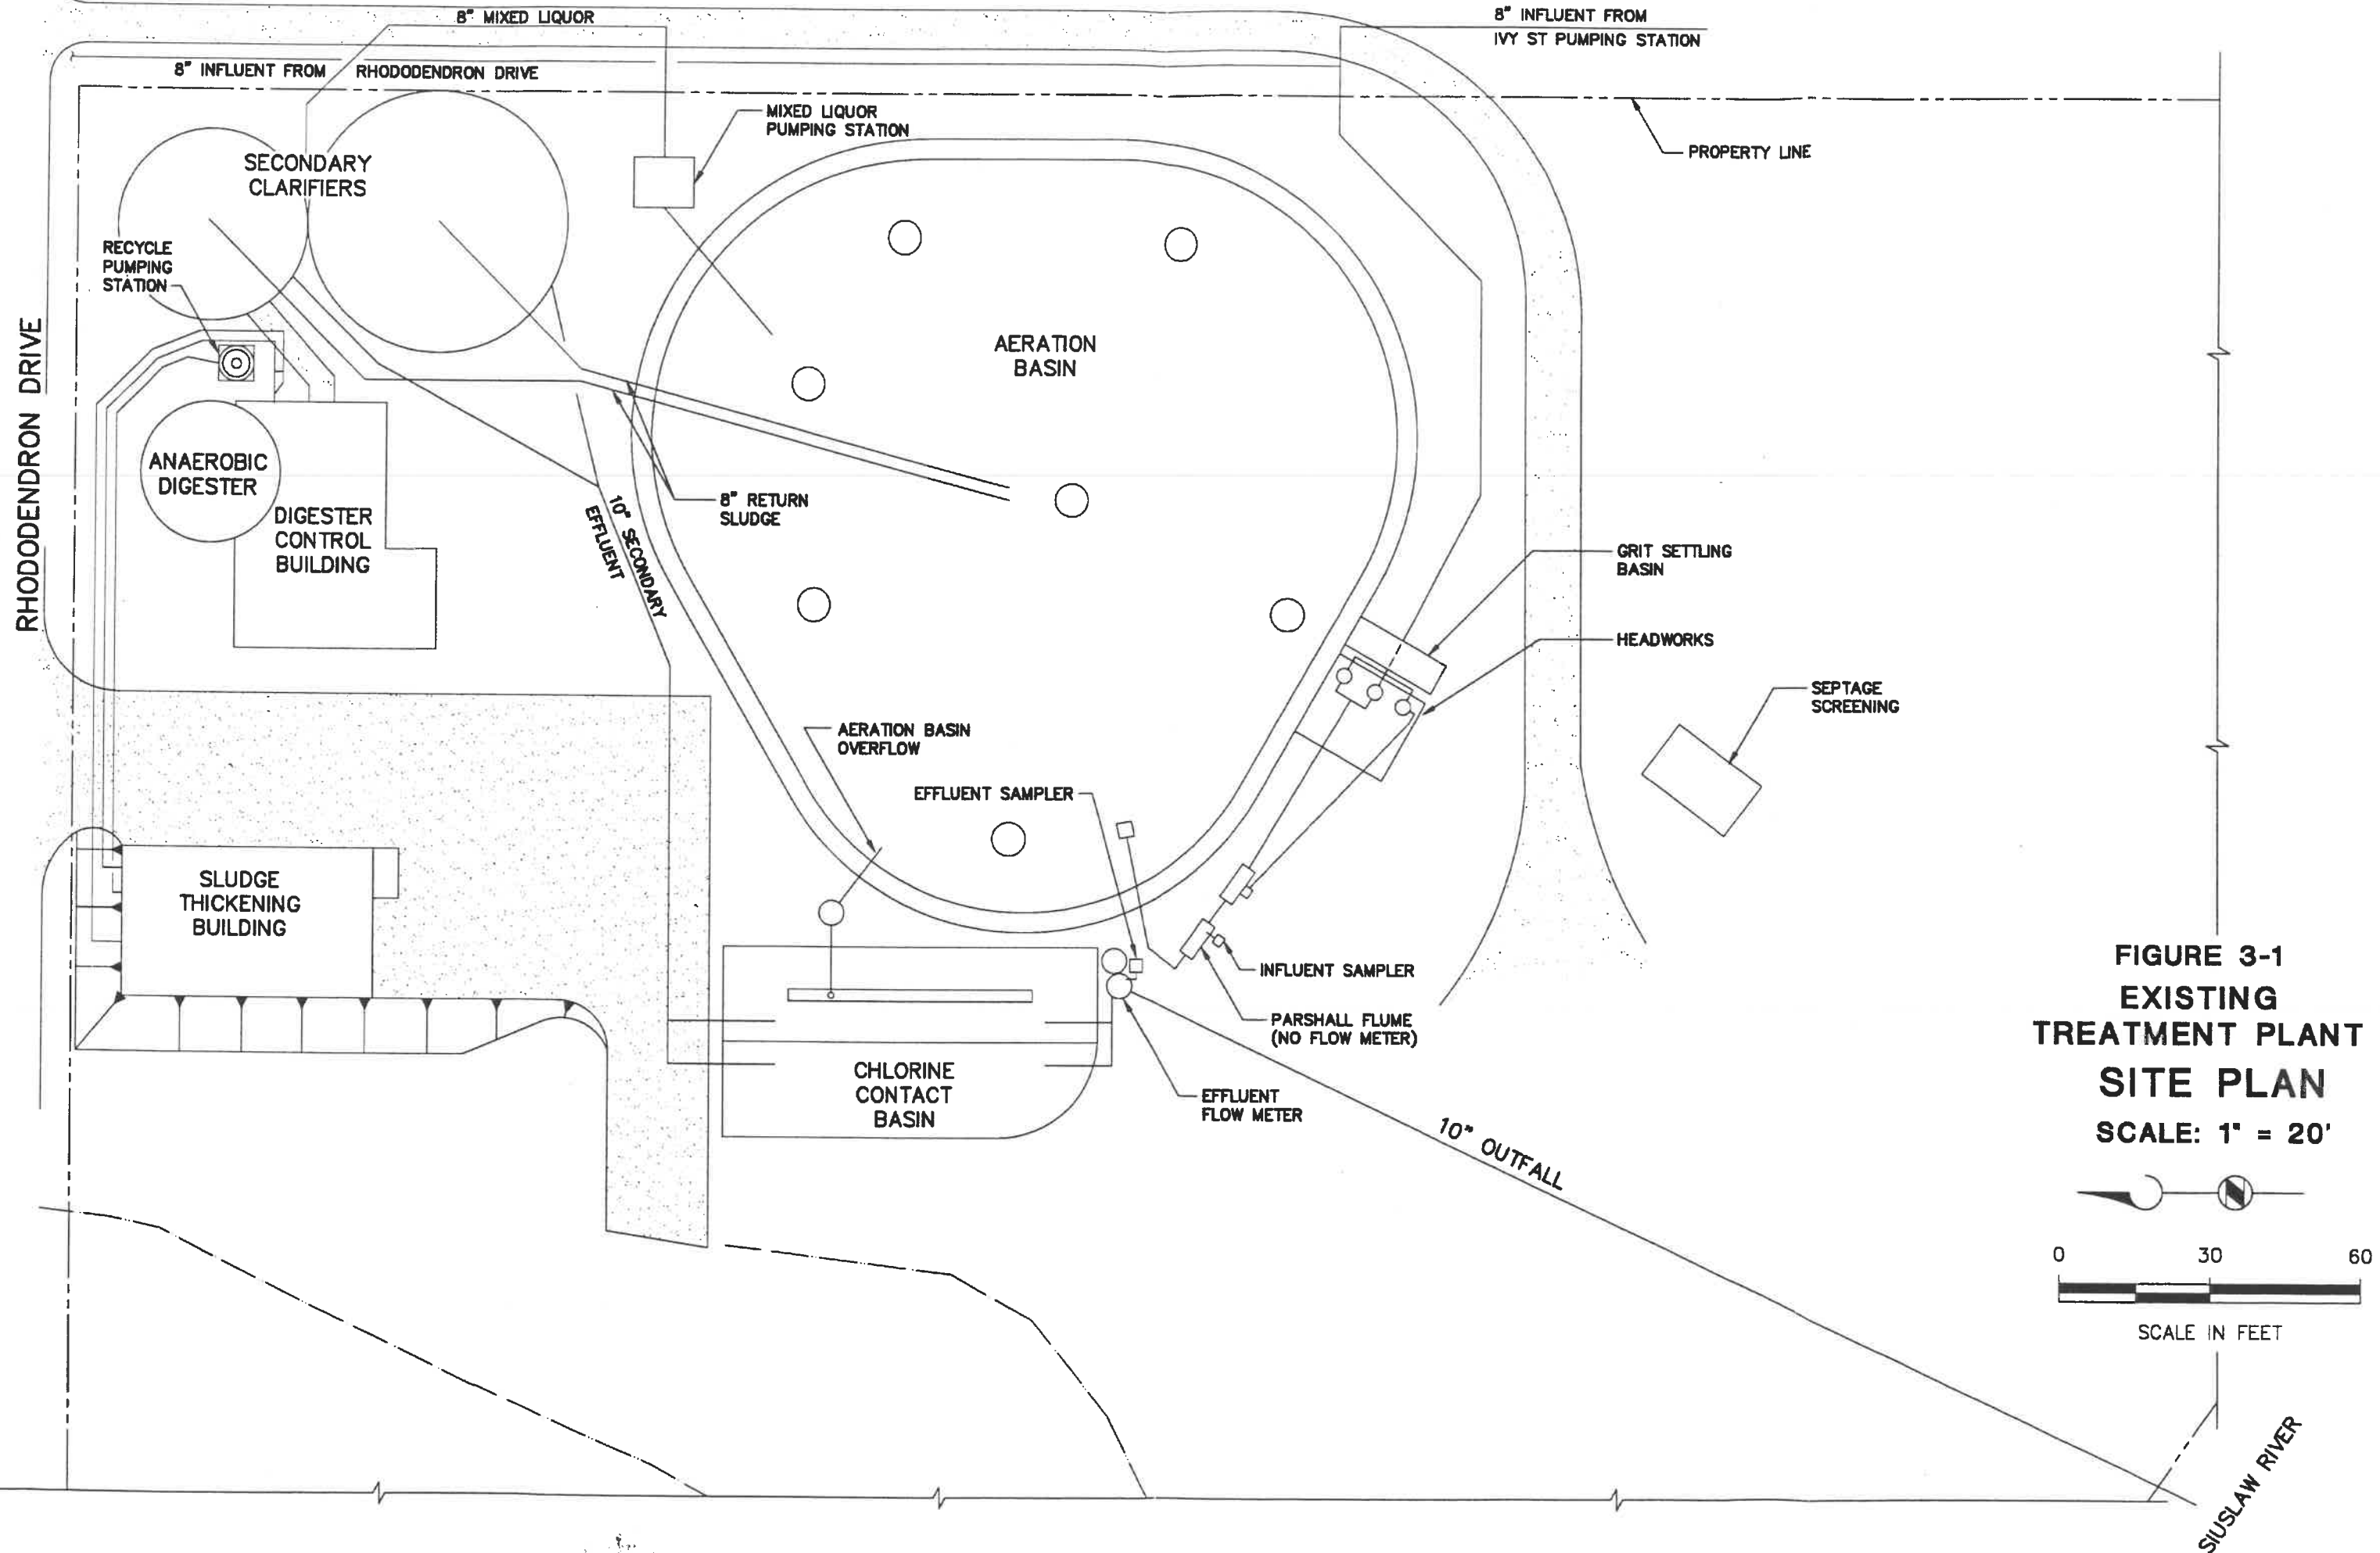 8" MIXED LIQUOR
8" INFLUENT FROM
IVY ST PUMPING STATION
8" INFLUENT FROM RHODODENDRON DRIVE
MIXED LIQUOR
PUMPING STATION
PROPERTY LINE
SECONDARY
CLARIFIERS
RECYCLE
PUMPING
STATION
RHODODENDRON DRIVE
AERATION
BASIN
ANAEROBIC
DIGESTER
DIGESTER
CONTROL
BUILDING
8" RETURN
SLUDGE
10" SECONDARY
EFFLUENT
GRIT SETTLING
BASIN
HEADWORKS
SEPTAGE
SCREENING
AERATION BASIN
OVERFLOW
EFFLUENT SAMPLER
SLUDGE
THICKENING
BUILDING
INFLUENT SAMPLER
PARSHALL FLUME
(NO FLOW METER)
CHLORINE
CONTACT
BASIN
EFFLUENT
FLOW METER
10" OUTFALL
FIGURE 3-1
EXISTING
TREATMENT PLANT
SITE PLAN
SCALE: 1" = 20'
N
0 30 60
SCALE IN FEET
SIUSLAW RIVER